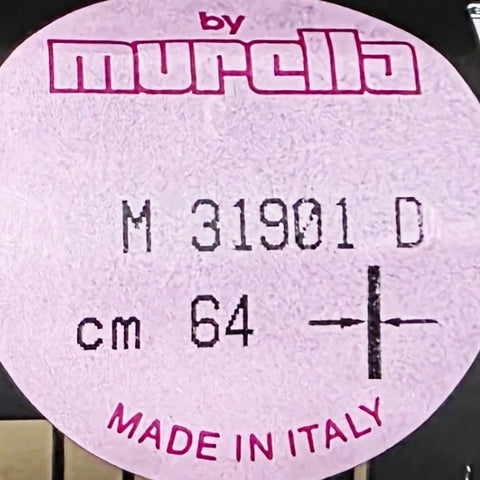 by
murella
M 31901 D
cm 64
MADE IN ITALY